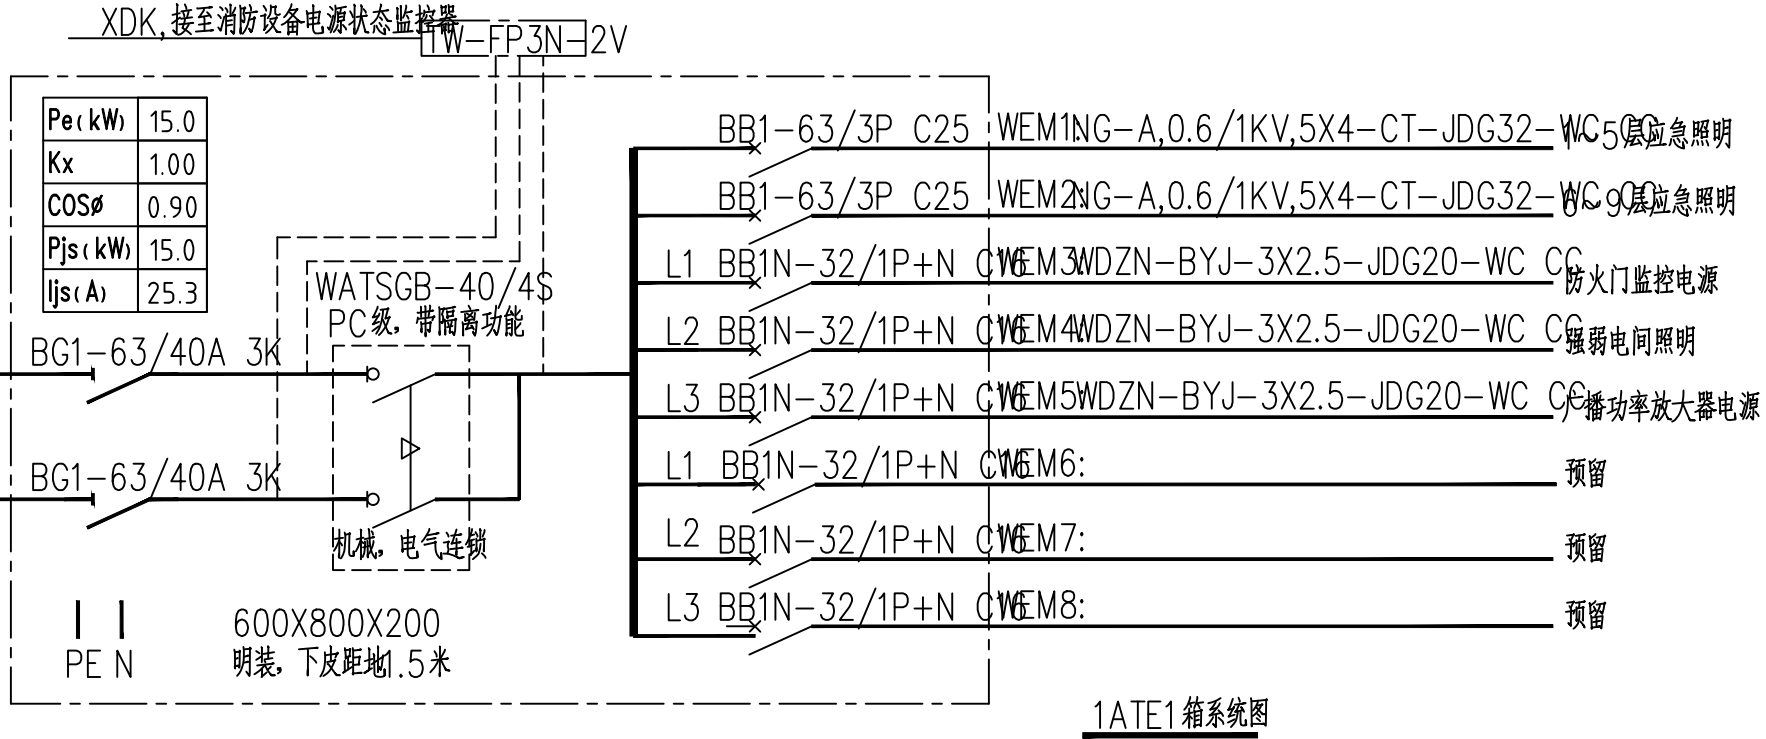 XDK,接至消防设备电源状态监控器
TW-FP3N-2V
Pe(kW) 15.0
Kx 1.00
COSø 0.90
Pjs(kW) 15.0
Ijs(A) 25.3
WATSGB-40/4S
PC级，带隔离功能
BG1-63/40A 3K
BG1-63/40A 3K
机械，电气连锁
PE N
600X800X200
明装，下皮距地1.5米
BB1-63/3P C25 WEM1: NG-A,0.6/1KV,5X4-CT-JDG32-WC CC 1~5层应急照明
BB1-63/3P C25 WEM2: NG-A,0.6/1KV,5X4-CT-JDG32-WC CC 6~9层应急照明
L1 BB1N-32/1P+N C16 WEM3: WDZN-BYJ-3X2.5-JDG20-WC CC 防火门监控电源
L2 BB1N-32/1P+N C16 WEM4: WDZN-BYJ-3X2.5-JDG20-WC CC 强弱电间照明
L3 BB1N-32/1P+N C16 WEM5: WDZN-BYJ-3X2.5-JDG20-WC CC 广播功率放大器电源
L1 BB1N-32/1P+N C16 WEM6: 预留
L2 BB1N-32/1P+N C16 WEM7: 预留
L3 BB1N-32/1P+N C16 WEM8: 预留
1ATE1箱系统图